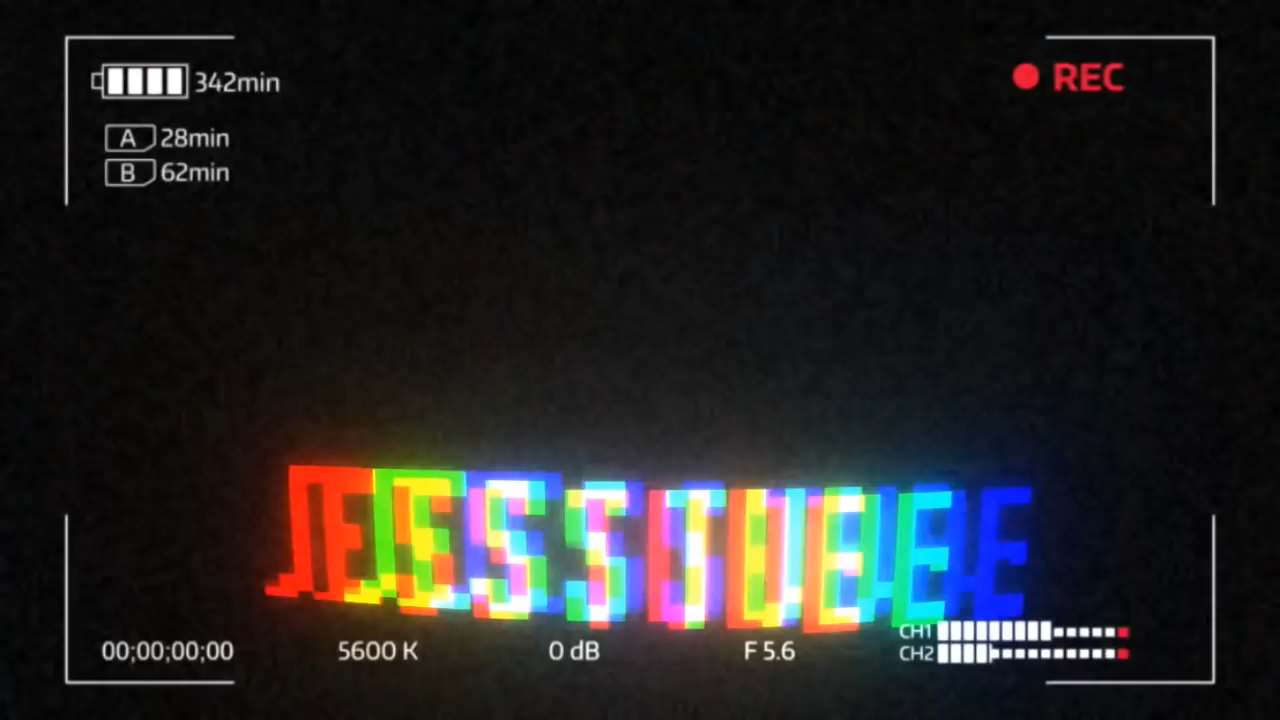 342min
REC
A 28min
B 62min
00;00;00;00 5600 K 0 dB F 5.6
CH1
CH2